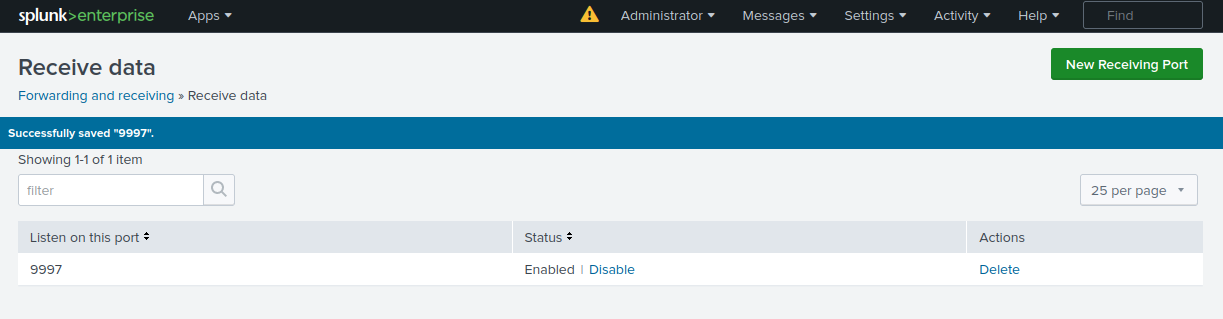 splunk>enterprise Apps Administrator Messages Settings Activity Help Find
Receive data New Receiving Port
Forwarding and receiving » Receive data
Successfully saved "9997".
Showing 1-1 of 1 item
filter 25 per page
Listen on this port Status Actions
9997 Enabled | Disable Delete